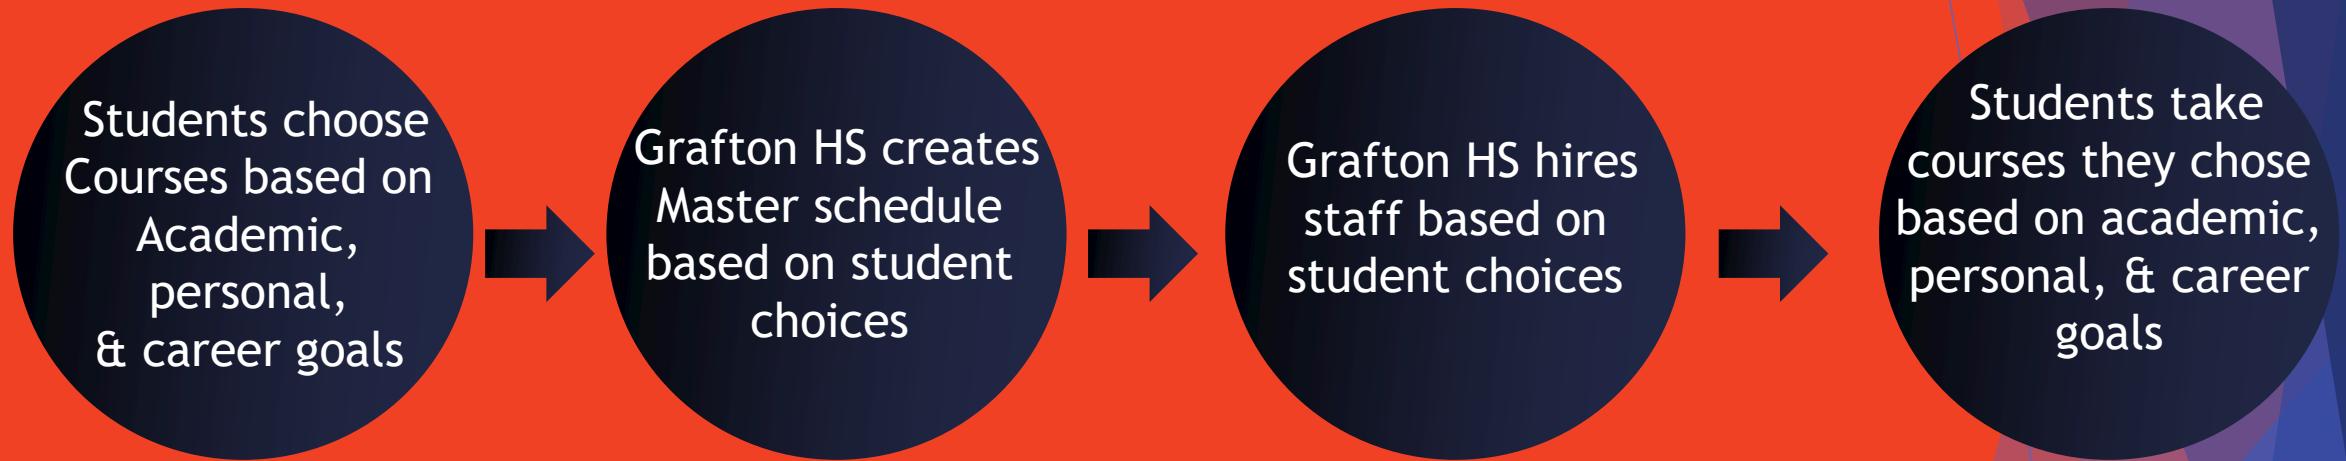 Students choose
Courses based on
Academic,
personal,
& career goals
Grafton HS creates
Master schedule
based on student
choices
Grafton HS hires
staff based on
student choices
Students take
courses they chose
based on academic,
personal, & career
goals